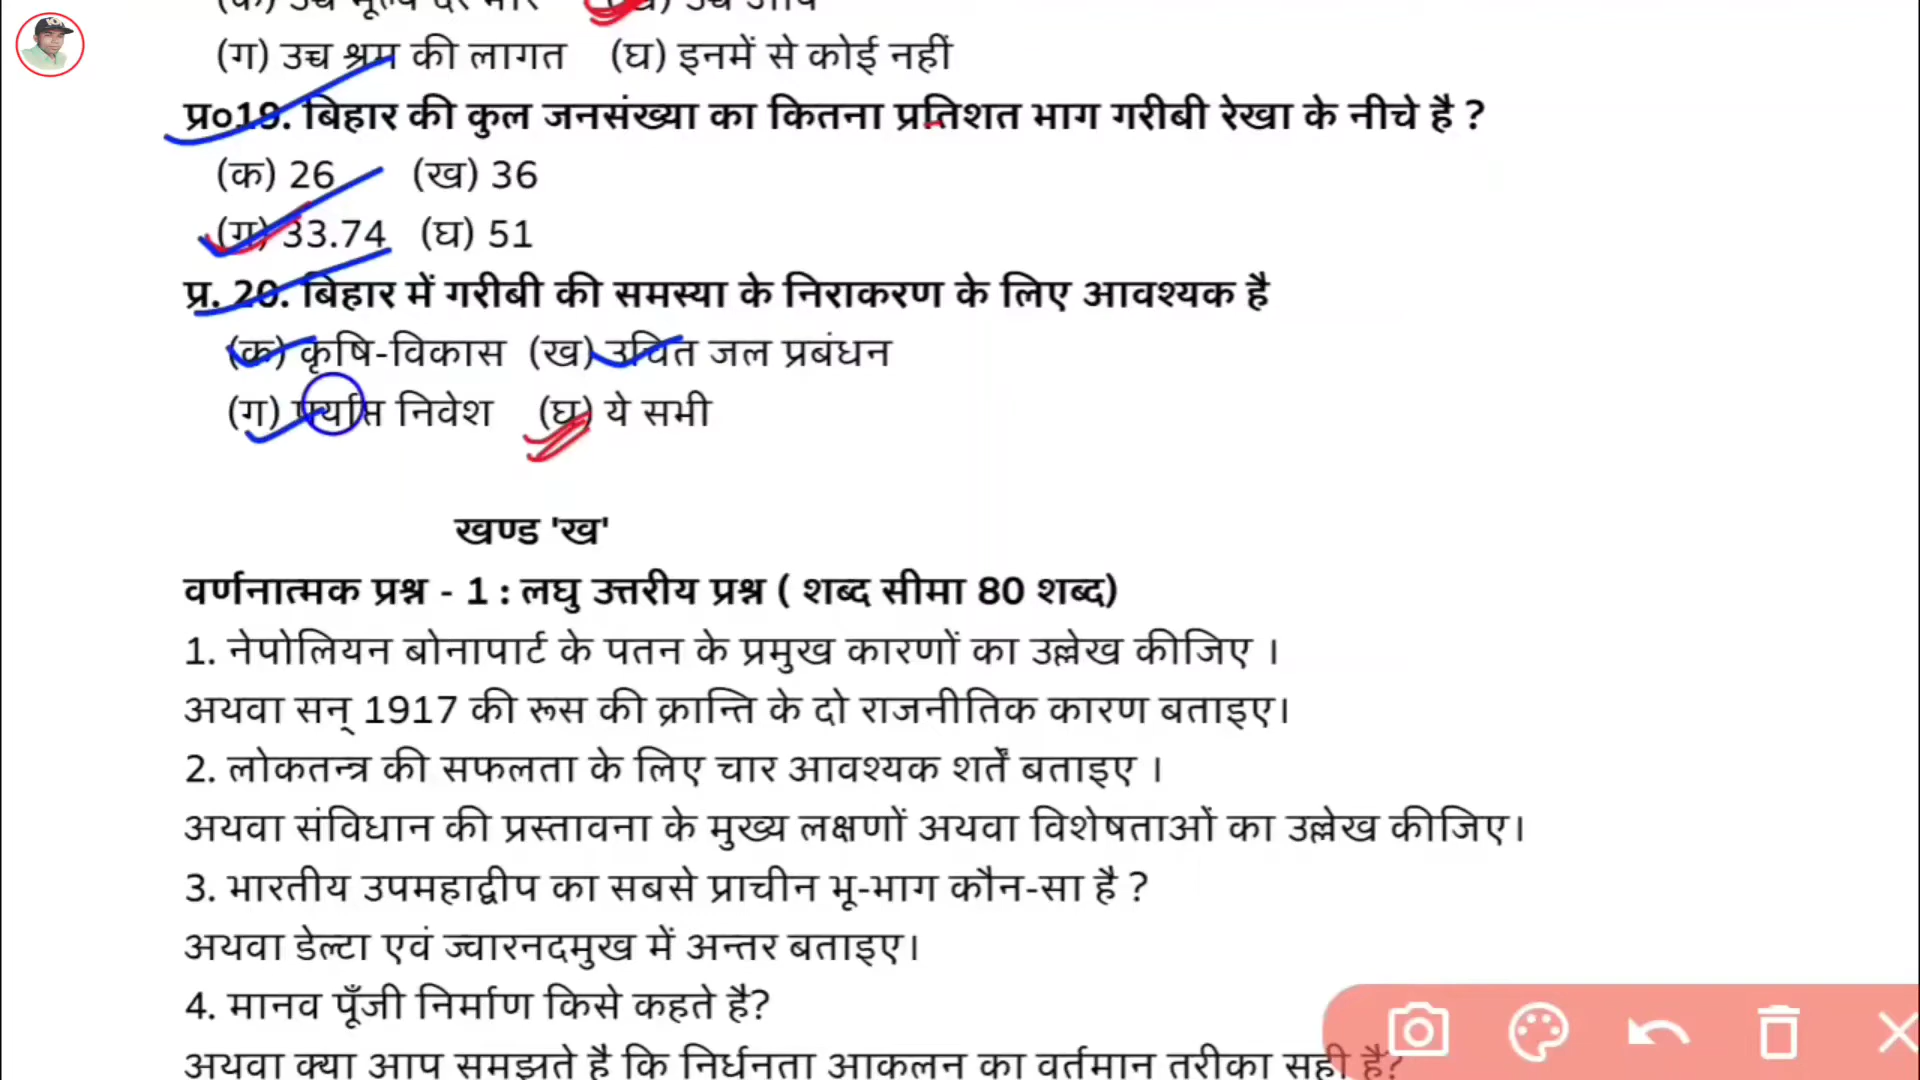 (ग) उच्च श्रम की लागत (घ) इनमें से कोई नहीं
प्र०19. बिहार की कुल जनसंख्या का कितना प्रतिशत भाग गरीबी रेखा के नीचे है ?
(क) 26 (ख) 36
(ग) 33.74 (घ) 51
प्र. 20. बिहार में गरीबी की समस्या के निराकरण के लिए आवश्यक है
(क) कृषि-विकास (ख) उचित जल प्रबंधन
(ग) पर्याप्त निवेश (घ) ये सभी
खण्ड 'ख'
वर्णनात्मक प्रश्न - 1 : लघु उत्तरीय प्रश्न ( शब्द सीमा 80 शब्द)
1. नेपोलियन बोनापार्ट के पतन के प्रमुख कारणों का उल्लेख कीजिए ।
अथवा सन् 1917 की रूस की क्रान्ति के दो राजनीतिक कारण बताइए।
2. लोकतन्त्र की सफलता के लिए चार आवश्यक शर्तें बताइए ।
अथवा संविधान की प्रस्तावना के मुख्य लक्षणों अथवा विशेषताओं का उल्लेख कीजिए।
3. भारतीय उपमहाद्वीप का सबसे प्राचीन भू-भाग कौन-सा है ?
अथवा डेल्टा एवं ज्वारनदमुख में अन्तर बताइए।
4. मानव पूँजी निर्माण किसे कहते है?
अथवा क्या आप समझते है कि निर्धनता आकलन का वर्तमान तरीका सही है?